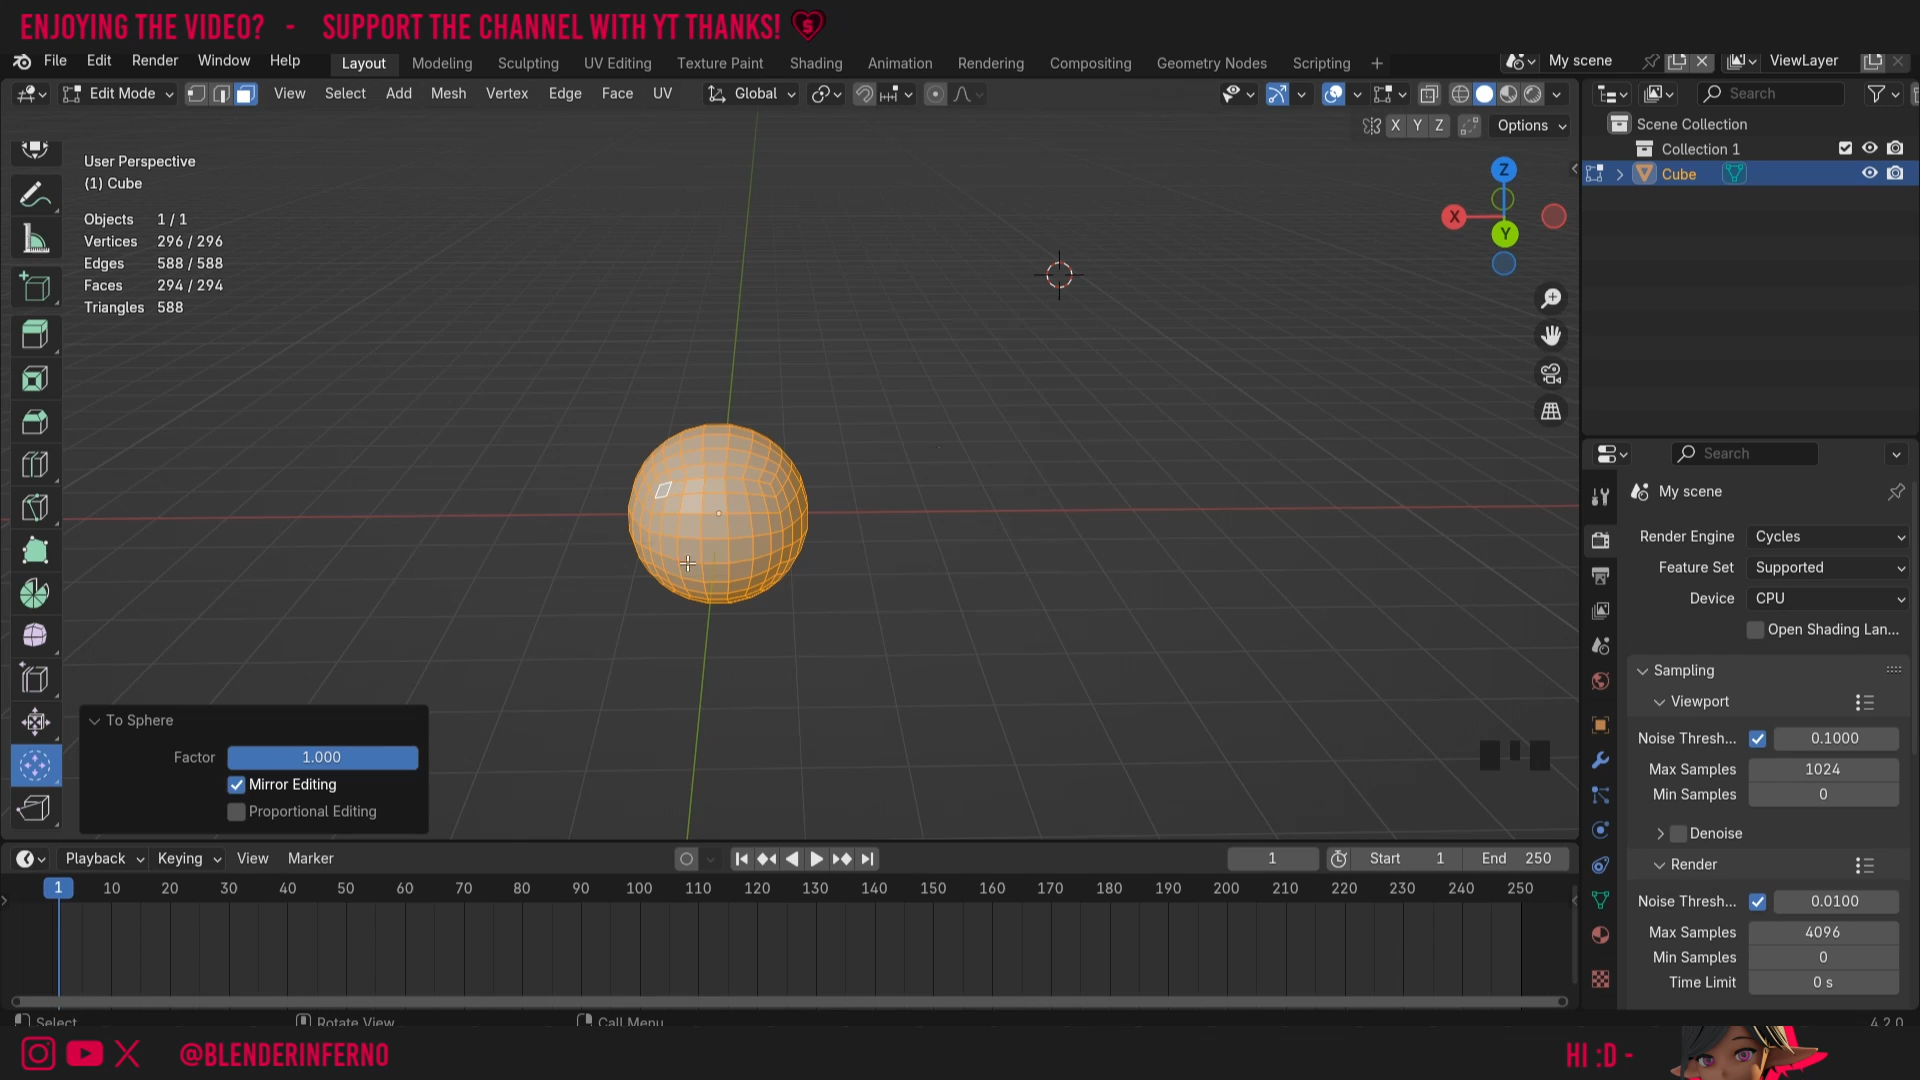 ENJOYING THE VIDEO? - SUPPORT THE CHANNEL WITH YT THANKS!
File Edit Render Window Help Layout Modeling Sculpting UV Editing Texture Paint Shading Animation Rendering Compositing Geometry Nodes Scripting + My scene ViewLayer
Edit Mode View Select Add Mesh Vertex Edge Face UV Global Search
X Y Z Options
Scene Collection
Collection 1
Cube
User Perspective
(1) Cube
Objects 1 / 1
Vertices 296 / 296
Edges 588 / 588
Faces 294 / 294
Triangles 588
Z
X
Y
Search
My scene
Render Engine Cycles
Feature Set Supported
Device CPU
Open Shading Lan...
Sampling
Viewport
Noise Thresh... 0.1000
Max Samples 1024
Min Samples 0
Denoise
Render
Noise Thresh... 0.0100
Max Samples 4096
Min Samples 0
Time Limit 0 s
To Sphere
Factor 1.000
Mirror Editing
Proportional Editing
Playback Keying View Marker 1 Start 1 End 250
1 10 20 30 40 50 60 70 80 90 100 110 120 130 140 150 160 170 180 190 200 210 220 230 240 250
Select Rotate View Call Menu 4.2.0
@BLENDERINFERNO
HI :D -